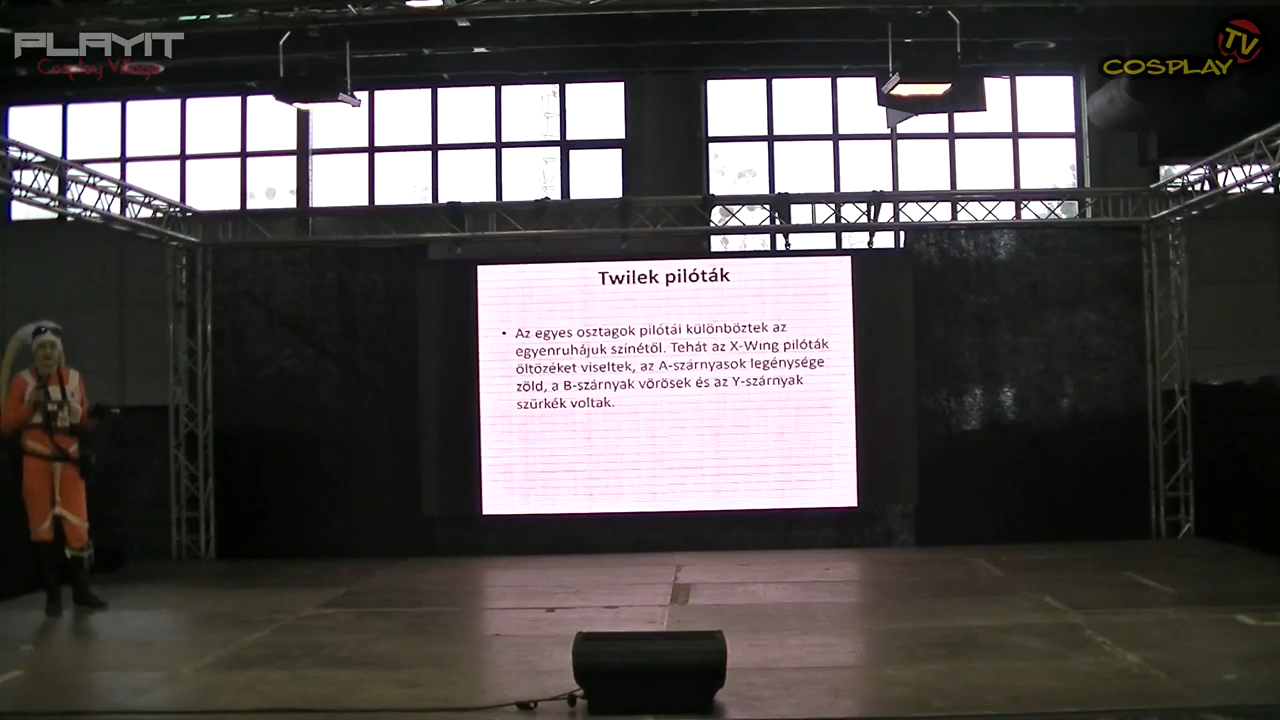 PLAYIT
Cosplay Village
TV
COSPLAY
Twilek pilóták
• Az egyes osztagok pilótái különböztek az
egyenruhájuk színétől. Tehát az X-Wing pilóták
öltözéket viseltek, az A-szárnyasok legénysége
zöld, a B-szárnyak vörösek és az Y-szárnyak
szürkék voltak.